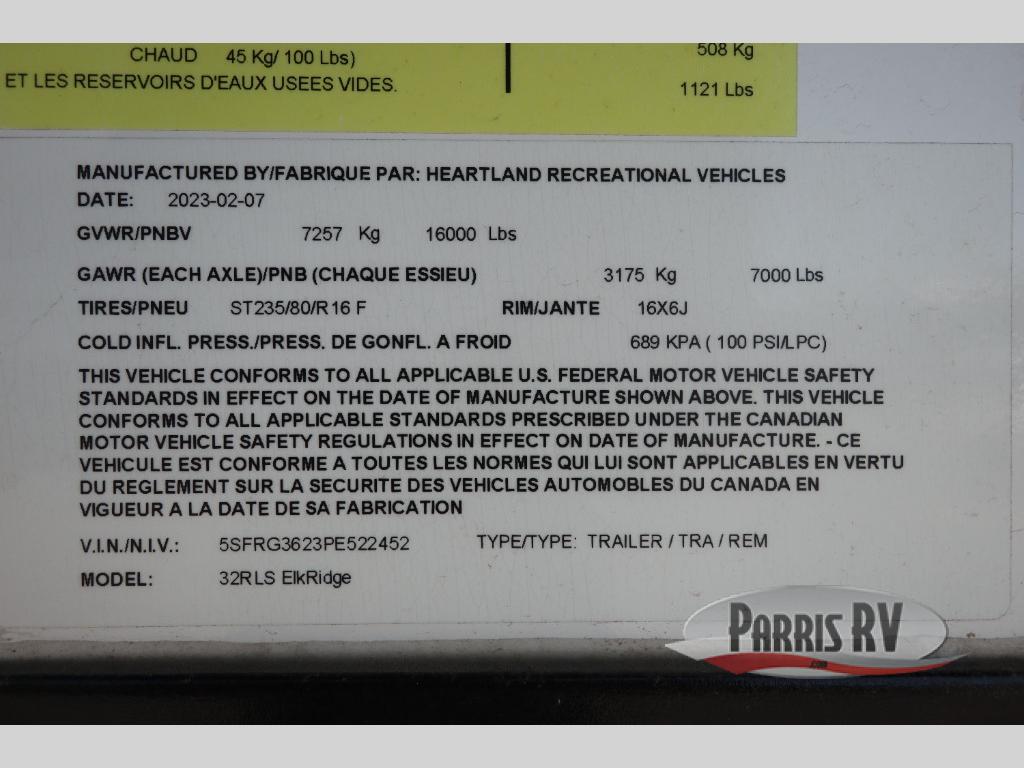 CHAUD 45 Kg/ 100 Lbs)
508 Kg
ET LES RESERVOIRS D'EAUX USEES VIDES.
1121 Lbs
MANUFACTURED BY/FABRIQUE PAR: HEARTLAND RECREATIONAL VEHICLES
DATE: 2023-02-07
GVWR/PNBV 7257 Kg 16000 Lbs
GAWR (EACH AXLE)/PNB (CHAQUE ESSIEU) 3175 Kg 7000 Lbs
TIRES/PNEU ST235/80/R16 F RIM/JANTE 16X6J
COLD INFL. PRESS./PRESS. DE GONFL. A FROID 689 KPA ( 100 PSI/LPC)
THIS VEHICLE CONFORMS TO ALL APPLICABLE U.S. FEDERAL MOTOR VEHICLE SAFETY
STANDARDS IN EFFECT ON THE DATE OF MANUFACTURE SHOWN ABOVE. THIS VEHICLE
CONFORMS TO ALL APPLICABLE STANDARDS PRESCRIBED UNDER THE CANADIAN
MOTOR VEHICLE SAFETY REGULATIONS IN EFFECT ON DATE OF MANUFACTURE. - CE
VEHICULE EST CONFORME A TOUTES LES NORMES QUI LUI SONT APPLICABLES EN VERTU
DU REGLEMENT SUR LA SECURITE DES VEHICLES AUTOMOBLES DU CANADA EN
VIGUEUR A LA DATE DE SA FABRICATION
V.I.N./N.I.V.: 5SFRG3623PE522452 TYPE/TYPE: TRAILER / TRA / REM
MODEL: 32RLS ElkRidge
PARRIS RV
.com